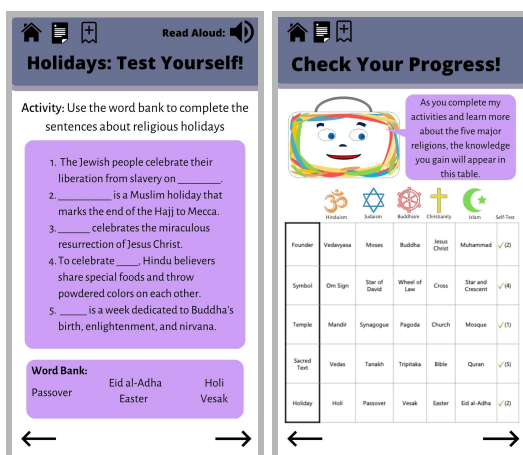 Read Aloud:
Holidays: Test Yourself!
Activity: Use the word bank to complete the
sentences about religious holidays
1. The Jewish people celebrate their
liberation from slavery on ________.
2. __________ is a Muslim holiday that
marks the end of the Hajj to Mecca.
3. ______ celebrates the miraculous
resurrection of Jesus Christ.
4. To celebrate ____, Hindu believers
share special foods and throw
powdered colors on each other.
5. _____ is a week dedicated to Buddha's
birth, enlightenment, and nirvana.
Word Bank:
Passover
Eid al-Adha
Easter
Holi
Vesak
Check Your Progress!
As you complete my
activities and learn more
about the five major
religions, the knowledge
you gain will appear in
this table.
Hinduism Judaism Buddhism Christianity Islam Self-Test
Founder Vedavyasa Moses Buddha Jesus Christ Muhammad ✓(2)
Symbol Om Sign Star of David Wheel of Law Cross Star and Crescent ✓(4)
Temple Mandir Synagogue Pagoda Church Mosque ✓(1)
Sacred Text Vedas Tanakh Tripitaka Bible Quran ✓(5)
Holiday Holi Passover Vesak Easter Eid al-Adha ✓(2)